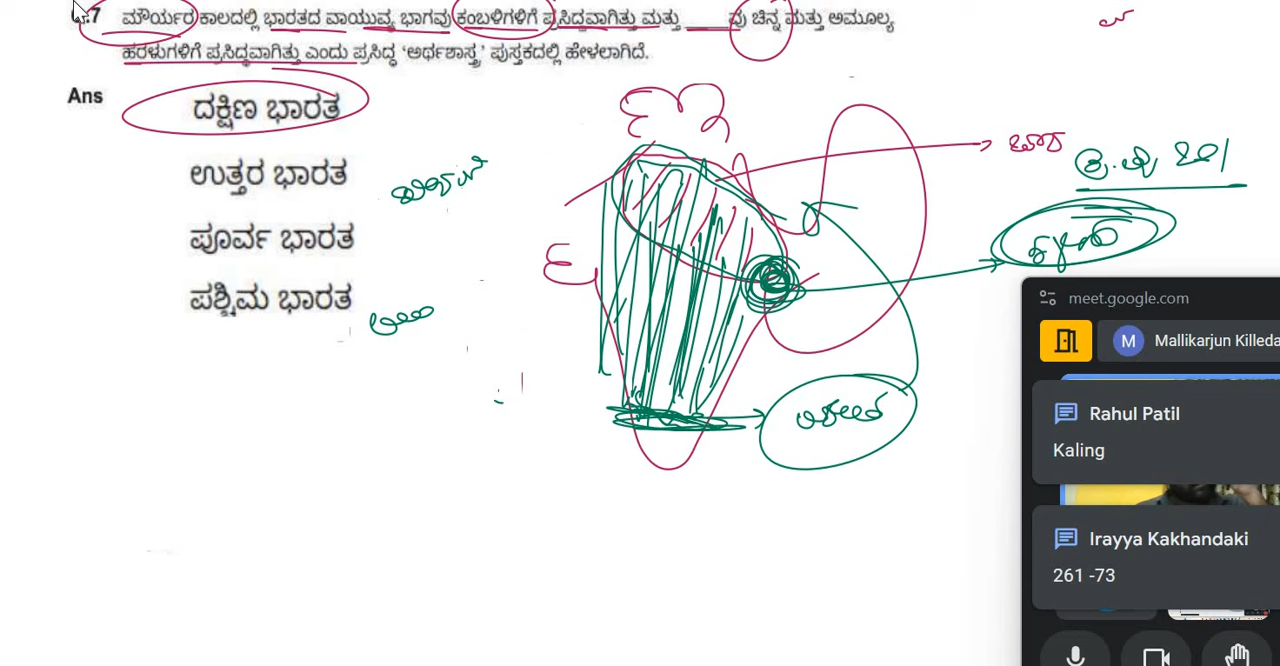 .7 ಮೌರ್ಯರ ಕಾಲದಲ್ಲಿ ಭಾರತದ ವಾಯುವ್ಯ ಭಾಗವು ಕಂಬಳಿಗಳಿಗೆ ಪ್ರಸಿದ್ಧವಾಗಿತ್ತು ಮತ್ತು ____ವು ಚಿನ್ನ ಮತ್ತು ಅಮೂಲ್ಯ
ಹರಳುಗಳಿಗೆ ಪ್ರಸಿದ್ಧವಾಗಿತ್ತು ಎಂದು ಪ್ರಸಿದ್ಧ ‘ಅರ್ಥಶಾಸ್ತ್ರ’ ಪುಸ್ತಕದಲ್ಲಿ ಹೇಳಲಾಗಿದೆ.
Ans ದಕ್ಷಿಣ ಭಾರತ
ಉತ್ತರ ಭಾರತ
ಪೂರ್ವ ಭಾರತ
ಪಶ್ಚಿಮ ಭಾರತ
meet.google.com
M Mallikarjun Killeda
Rahul Patil
Kaling
Irayya Kakhandaki
261 -73